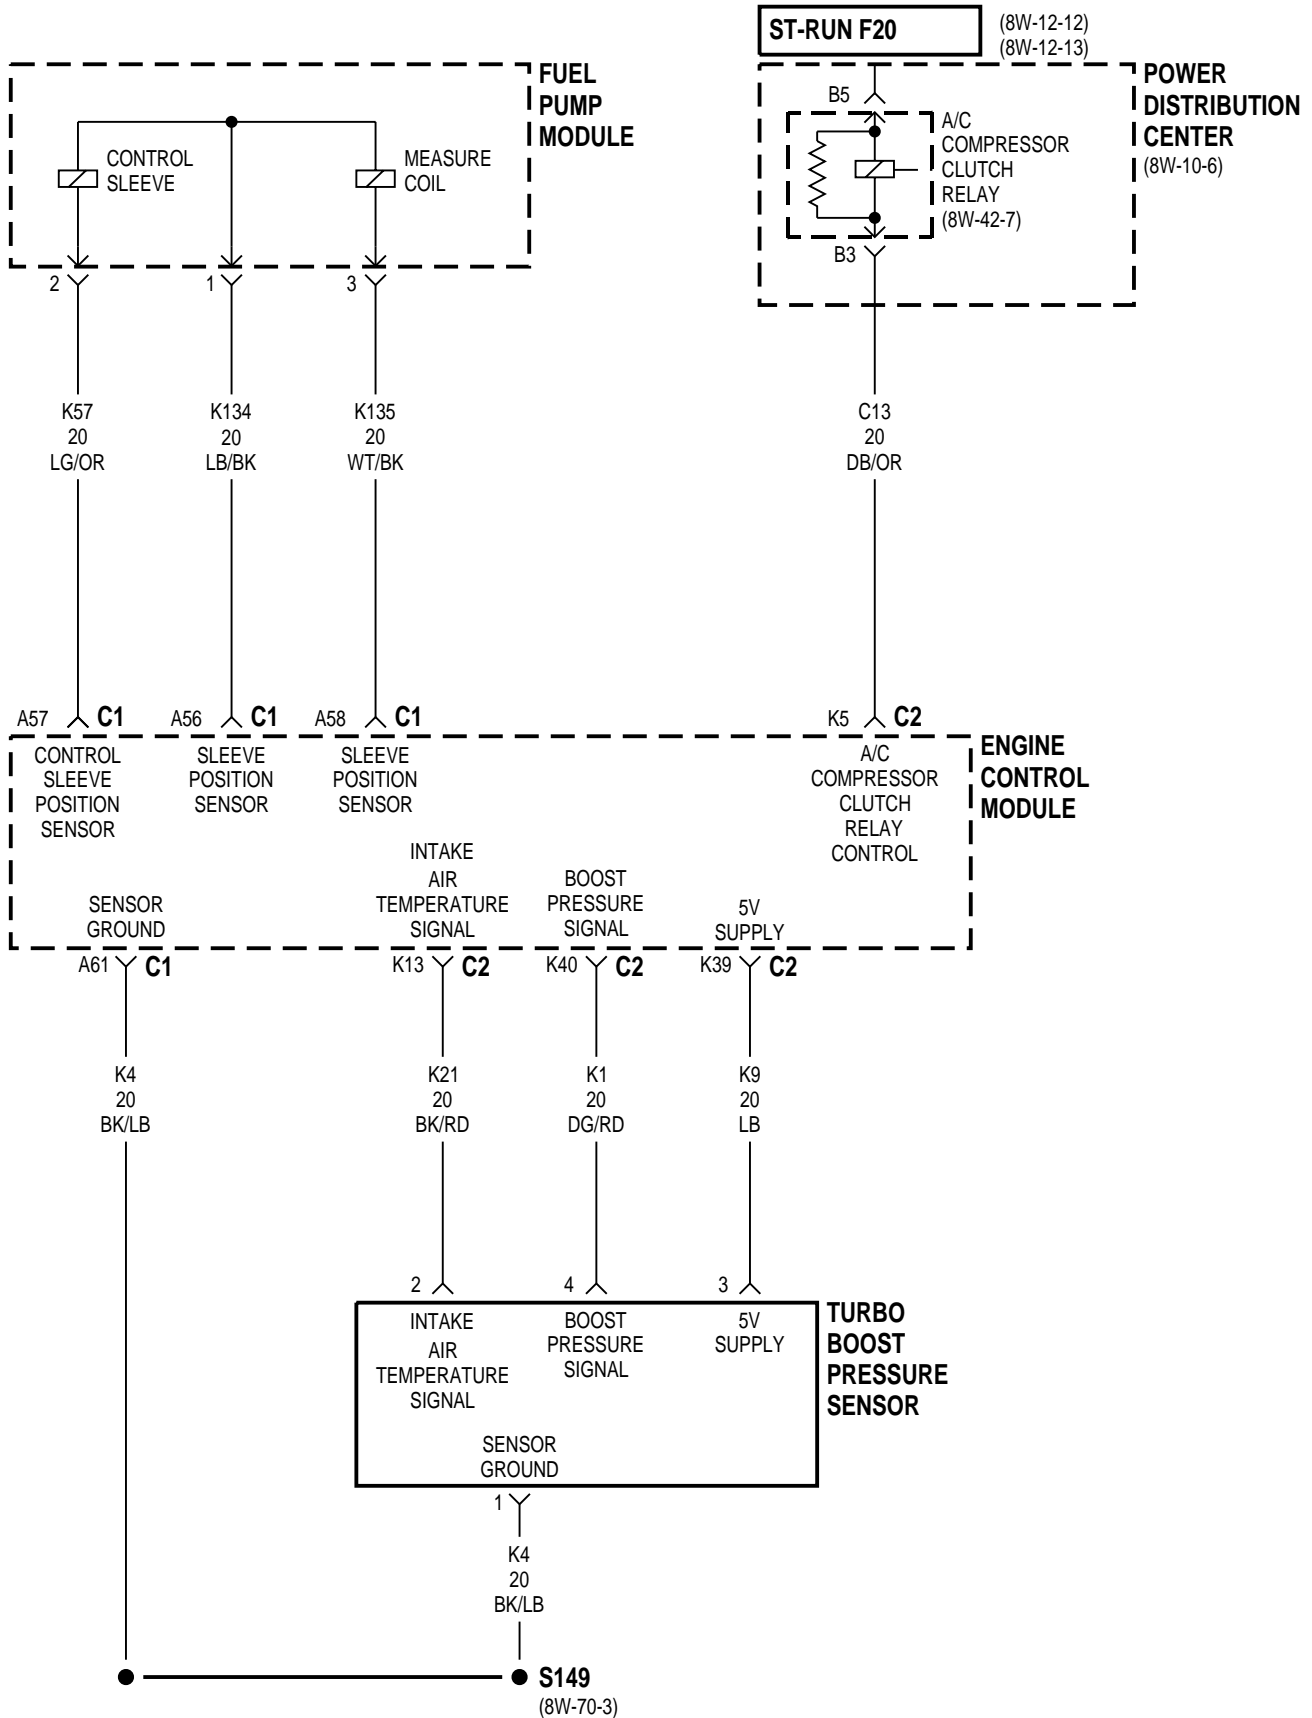 ST-RUN F20
(8W-12-12)
(8W-12-13)
FUEL
PUMP
MODULE
CONTROL
SLEEVE
MEASURE
COIL
2
1
3
B5
A/C
COMPRESSOR
CLUTCH
RELAY
(8W-42-7)
B3
POWER
DISTRIBUTION
CENTER
(8W-10-6)
K57
20
LG/OR
K134
20
LB/BK
K135
20
WT/BK
C13
20
DB/OR
A57 C1
A56 C1
A58 C1
K5 C2
CONTROL
SLEEVE
POSITION
SENSOR
SLEEVE
POSITION
SENSOR
SLEEVE
POSITION
SENSOR
A/C
COMPRESSOR
CLUTCH
RELAY
CONTROL
ENGINE
CONTROL
MODULE
SENSOR
GROUND
INTAKE
AIR
TEMPERATURE
SIGNAL
BOOST
PRESSURE
SIGNAL
5V
SUPPLY
A61 C1
K13 C2
K40 C2
K39 C2
K4
20
BK/LB
K21
20
BK/RD
K1
20
DG/RD
K9
20
LB
2
4
3
INTAKE
AIR
TEMPERATURE
SIGNAL
BOOST
PRESSURE
SIGNAL
5V
SUPPLY
TURBO
BOOST
PRESSURE
SENSOR
SENSOR
GROUND
1
K4
20
BK/LB
S149
(8W-70-3)